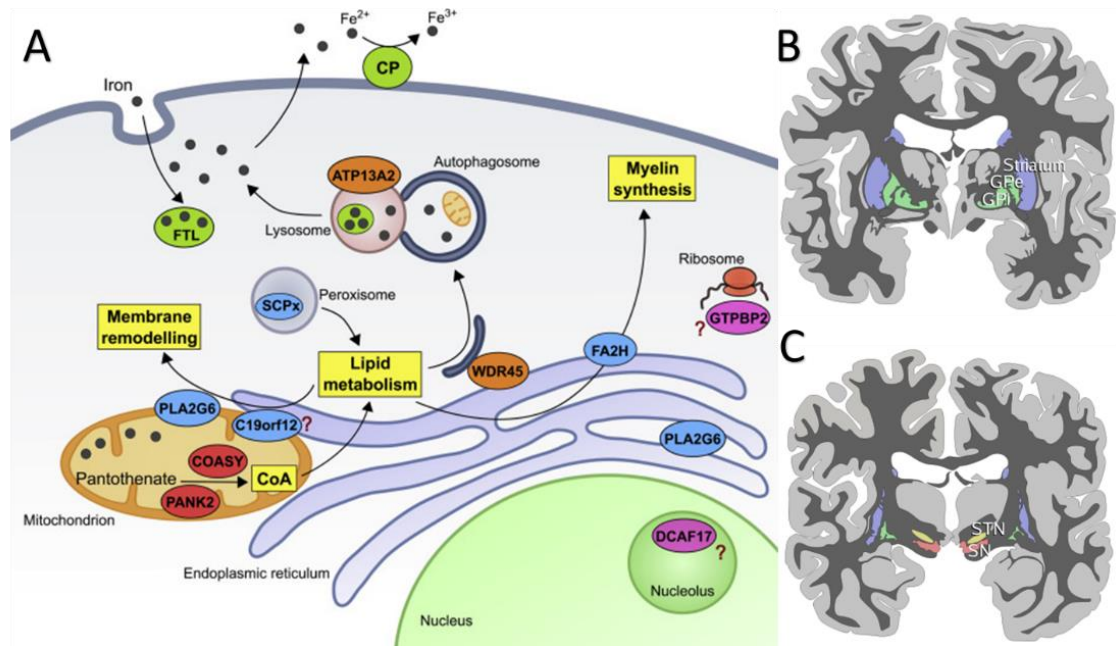 A
Fe2+
Fe3+
CP
Iron
ATP13A2
Autophagosome
Lysosome
FTL
Myelin
synthesis
Ribosome
GTPBP2
?
SCPx
Peroxisome
Membrane
remodelling
Lipid
metabolism
WDR45
FA2H
PLA2G6
C19orf12
?
PLA2G6
COASY
Pantothenate
CoA
PANK2
Mitochondrion
Endoplasmic reticulum
DCAF17
?
Nucleolus
Nucleus
B
Striatum
GPe
GPi
C
STN
SN